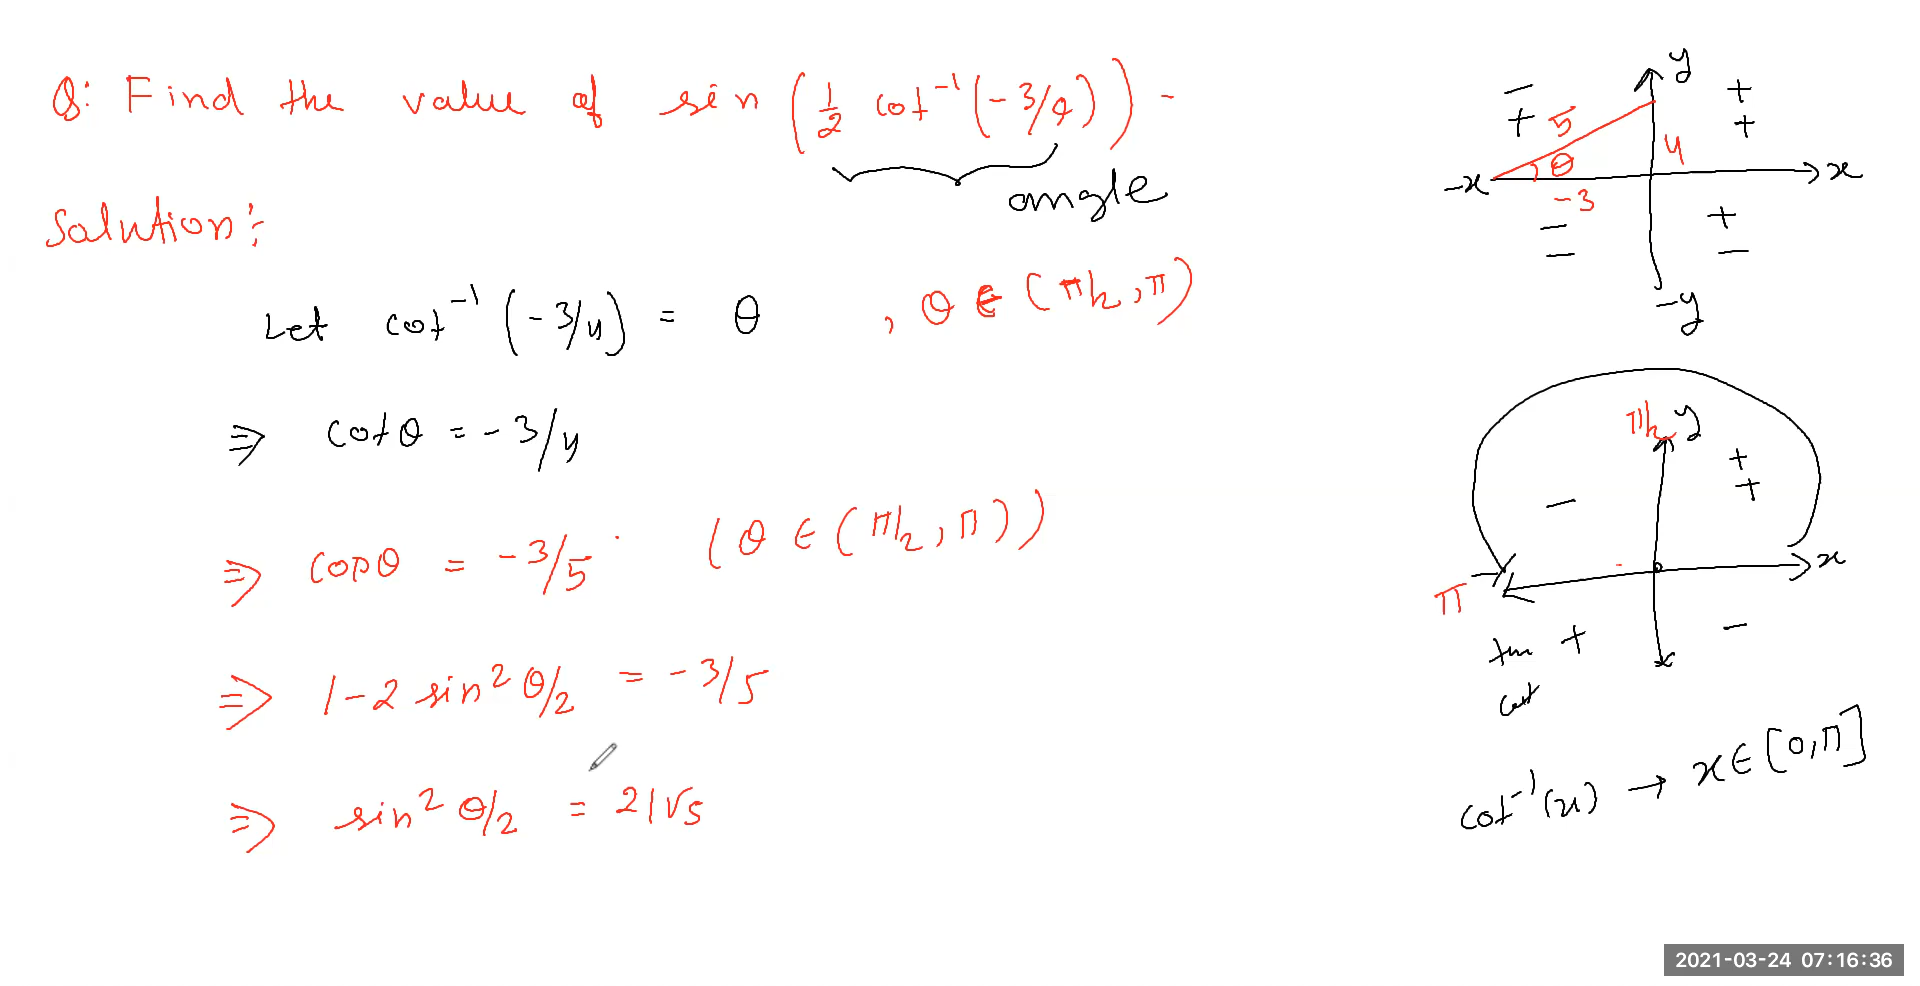 Q: Find the value of sin (1/2 cot⁻¹(-3/4)) -
angle
Solution:
Let cot⁻¹(-3/4) = θ , θ ∈ (π/2, π)
⇒ cotθ = -3/4
⇒ cosθ = -3/5 . (θ ∈ (π/2, π))
⇒ 1-2 sin² θ/2 = -3/5
⇒ sin² θ/2 = 2/√5
y
- +
+ 5 +
θ 4
-x x
-3
- +
- -
-y
π/2 y
+
- +
x
π
tan + -
cot
cot⁻¹(x) → x ∈ [0, π]
2021-03-24 07:16:36